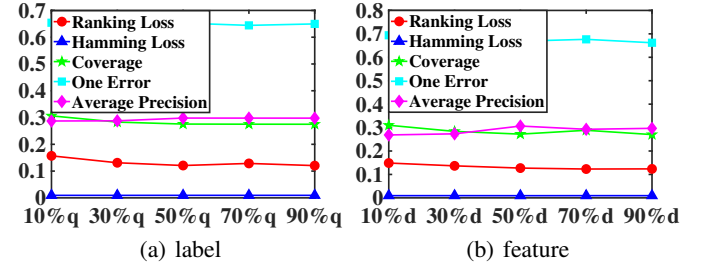 0.7
0.6
0.5
0.4
0.3
0.2
0.1
0
Ranking Loss
Hamming Loss
Coverage
One Error
Average Precision
10%q 30%q 50%q 70%q 90%q
(a) label
0.8
0.7
0.6
0.5
0.4
0.3
0.2
0.1
0
Ranking Loss
Hamming Loss
Coverage
One Error
Average Precision
10%d 30%d 50%d 70%d 90%d
(b) feature